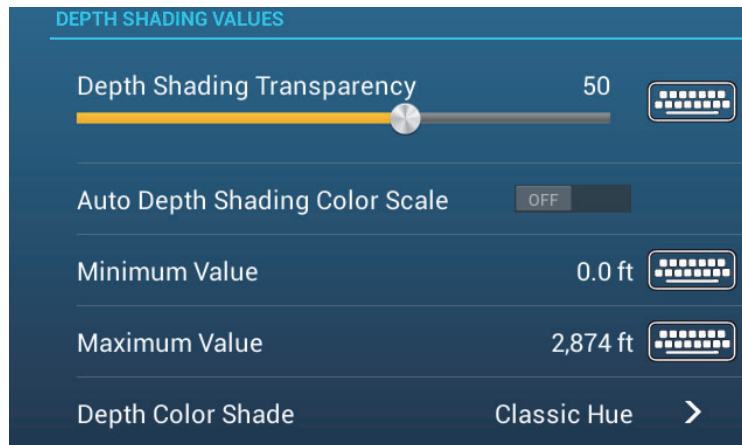 DEPTH SHADING VALUES
Depth Shading Transparency 50
Auto Depth Shading Color Scale OFF
Minimum Value 0.0 ft
Maximum Value 2,874 ft
Depth Color Shade Classic Hue